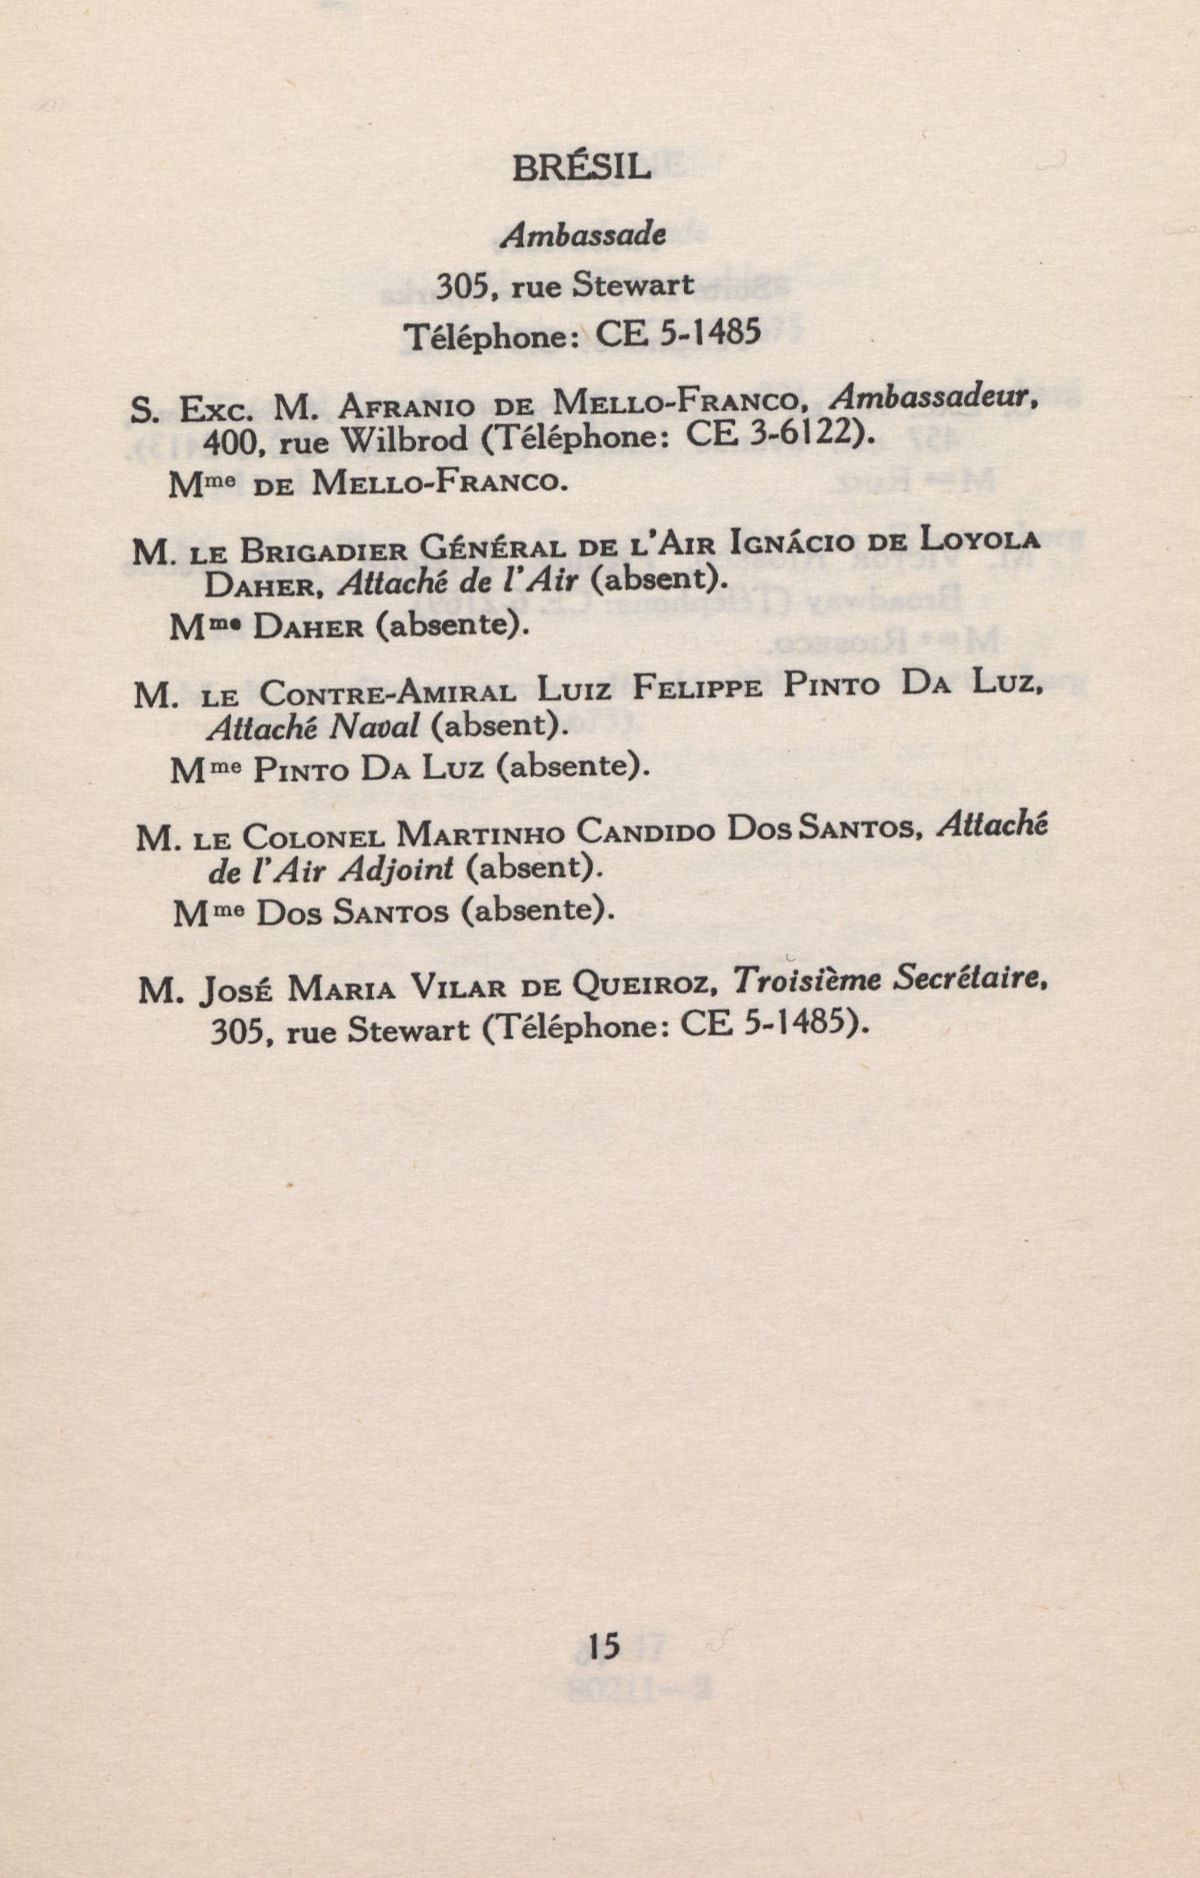 BRÉSIL
Ambassade
305, rue Stewart
Téléphone: CE 5-1485
S. Exc. M. Afranio de Mello-Franco, Ambassadeur,
400, rue Wilbrod (Téléphone: CE 3-6122).
Mme de Mello-Franco.
M. le Brigadier Général de l'Air Ignácio de Loyola
Daher, Attaché de l'Air (absent).
Mme Daher (absente).
M. le Contre-Amiral Luiz Felippe Pinto Da Luz,
Attaché Naval (absent).
Mme Pinto Da Luz (absente).
M. le Colonel Martinho Candido Dos Santos, Attaché
de l'Air Adjoint (absent).
Mme Dos Santos (absente).
M. José Maria Vilar de Queiroz, Troisième Secrétaire,
305, rue Stewart (Téléphone: CE 5-1485).
15